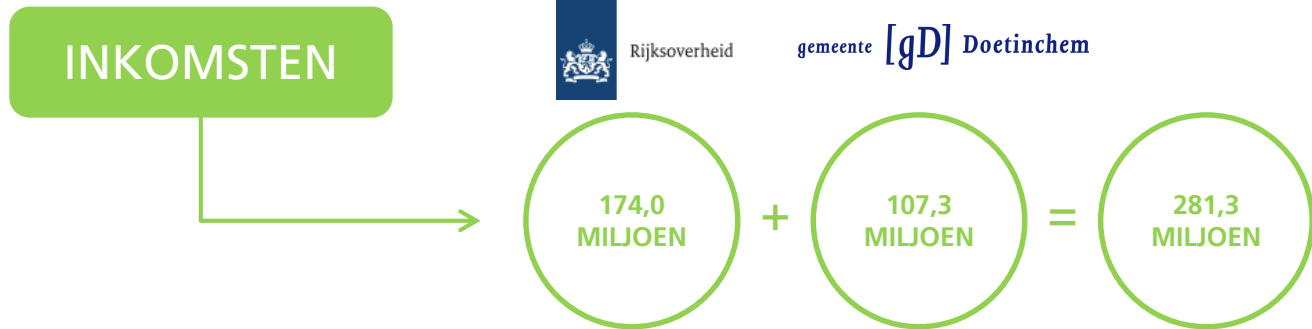 INKOMSTEN
Rijksoverheid
gemeente [gD] Doetinchem
174,0
MILJOEN
+
107,3
MILJOEN
=
281,3
MILJOEN